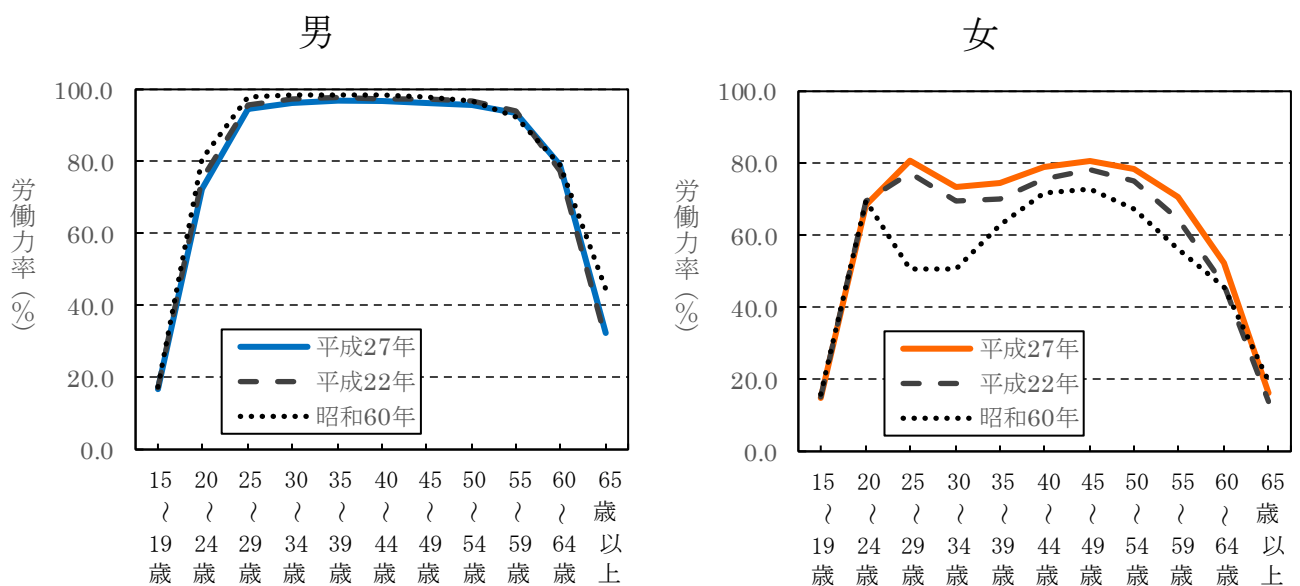 男
100.0
80.0
60.0
40.0
20.0
0.0
労働力率(%)
平成27年
平成22年
昭和60年
15~19歳
20~24歳
25~29歳
30~34歳
35~39歳
40~44歳
45~49歳
50~54歳
55~59歳
60~64歳
65歳以上
女
100.0
80.0
60.0
40.0
20.0
0.0
労働力率(%)
平成27年
平成22年
昭和60年
15~19歳
20~24歳
25~29歳
30~34歳
35~39歳
40~44歳
45~49歳
50~54歳
55~59歳
60~64歳
65歳以上